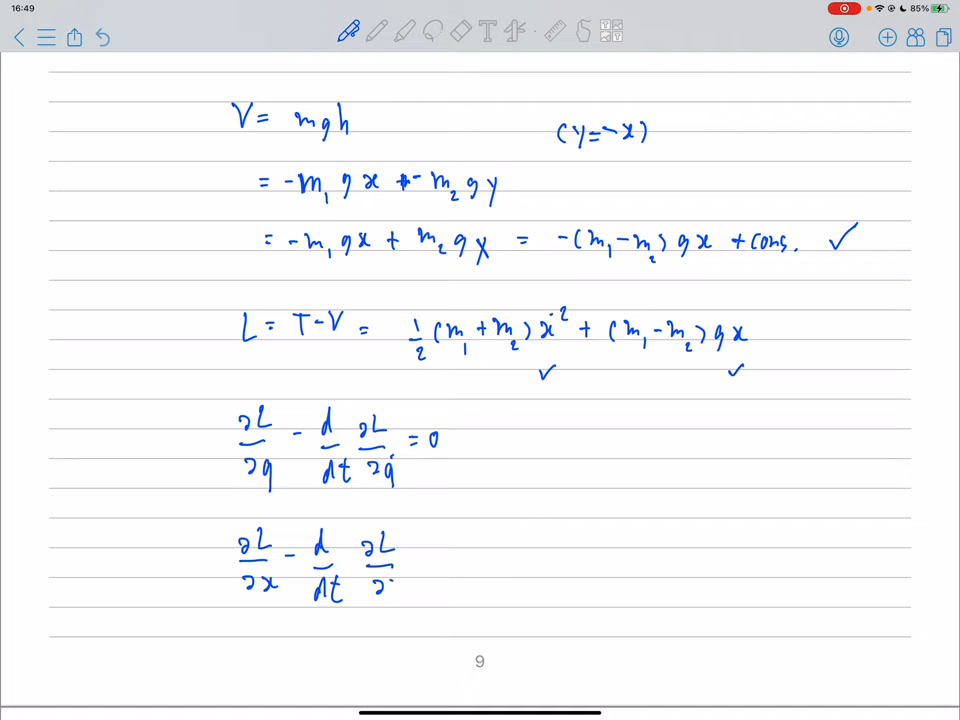 16:49 85%
V = mgh (y = -x)
= -m₁gx + - m₂gy
= -m₁gx + m₂gx = -(m₁-m₂)gx + cons. ✓
L = T-V = 1/2 (m₁+m₂)ẋ² + (m₁-m₂)gx
✓ ✓
∂L/∂q - d/dt ∂L/∂q̇ = 0
∂L/∂x - d/dt ∂L/∂
9